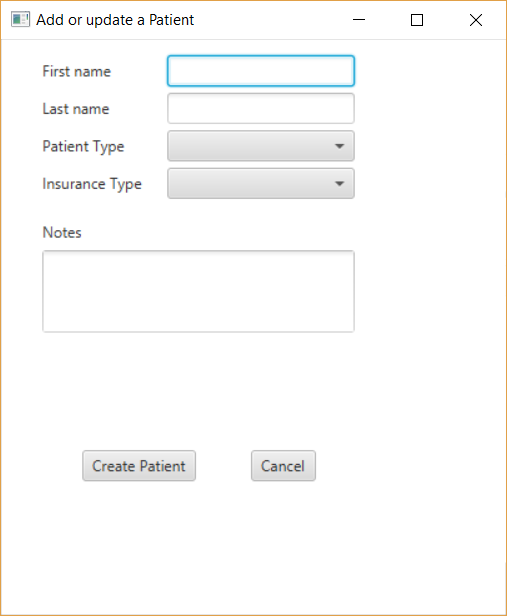 Add or update a Patient
First name
Last name
Patient Type
Insurance Type
Notes
Create Patient Cancel